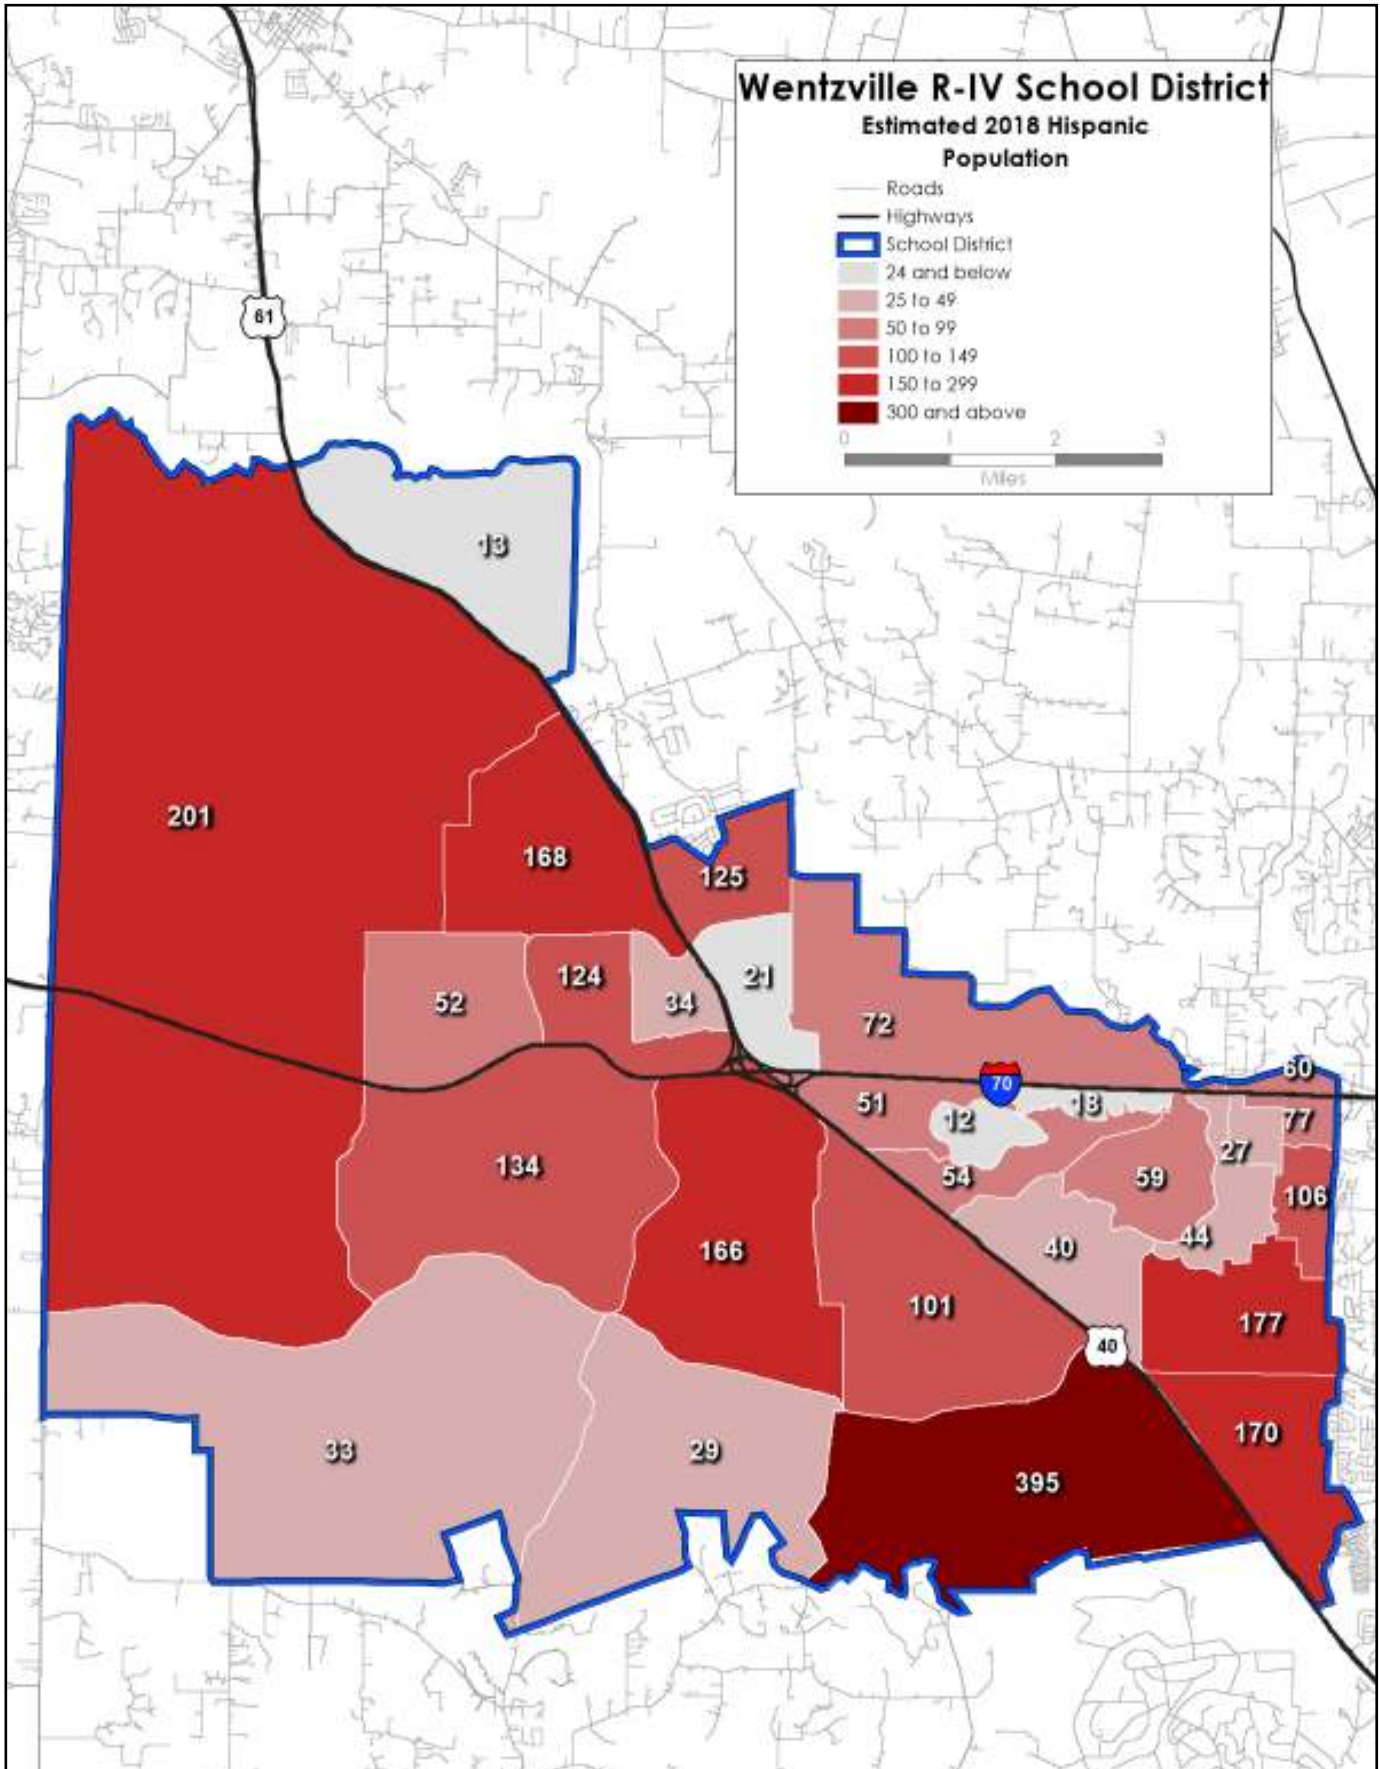 Wentzville R-IV School District
Estimated 2018 Hispanic
Population
Roads
Highways
School District
24 and below
25 to 49
50 to 99
100 to 149
150 to 299
300 and above
0 1 2 3
Miles
61
13
201
168
125
124
21
52
34
72
60
70
51
12
18
77
27
134
54
59
106
44
166
40
101
177
40
170
33
29
395